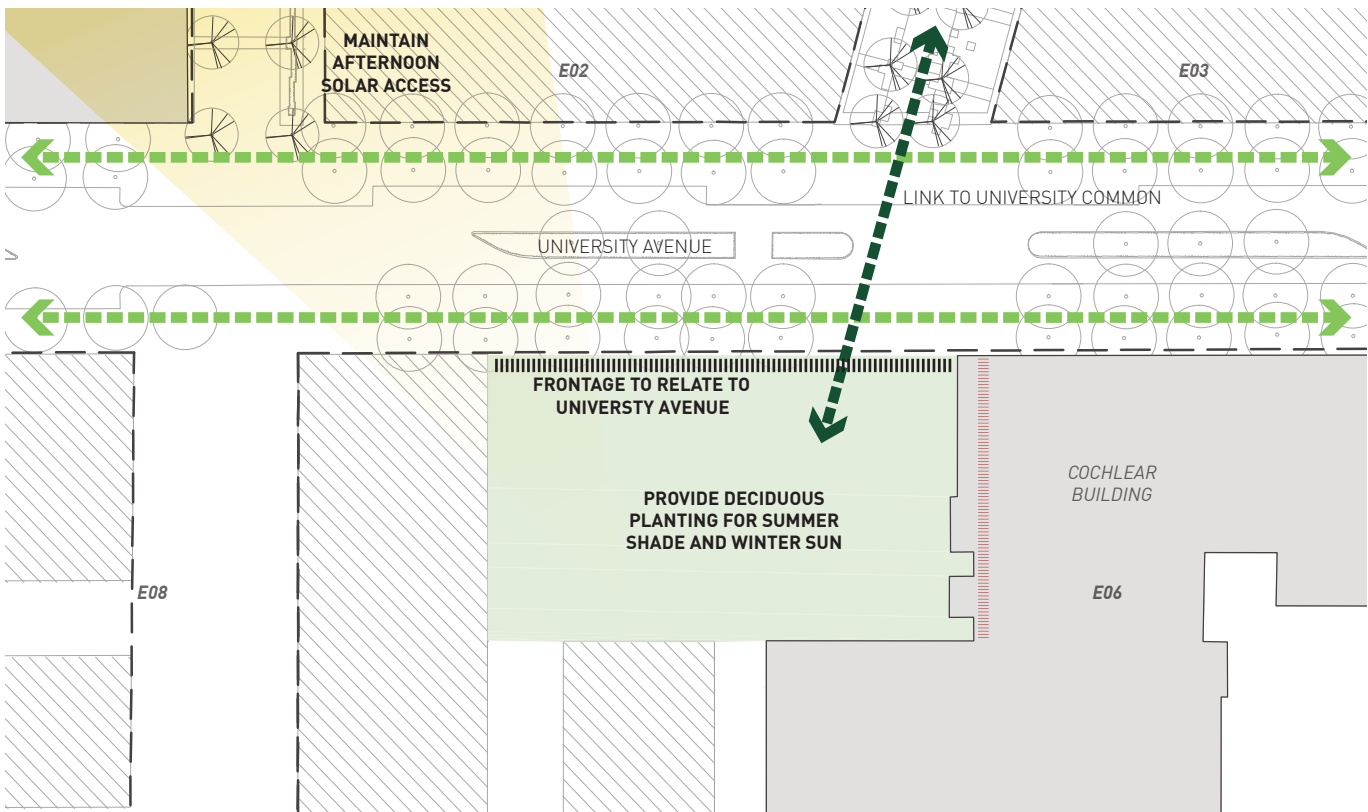 MAINTAIN
AFTERNOON
SOLAR ACCESS
E02
E03
LINK TO UNIVERSITY COMMON
UNIVERSITY AVENUE
FRONTAGE TO RELATE TO
UNIVERSTY AVENUE
COCHLEAR
BUILDING
PROVIDE DECIDUOUS
PLANTING FOR SUMMER
SHADE AND WINTER SUN
E08
E06